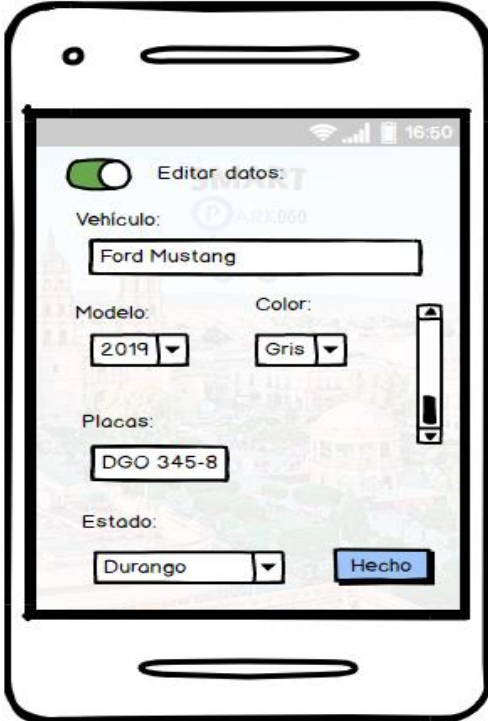 16:50
Editar datos:
SMART
P ARKDGO
Vehículo:
Ford Mustang
Modelo:
Color:
2019
Gris
Placas:
DGO 345-8
Estado:
Durango
Hecho